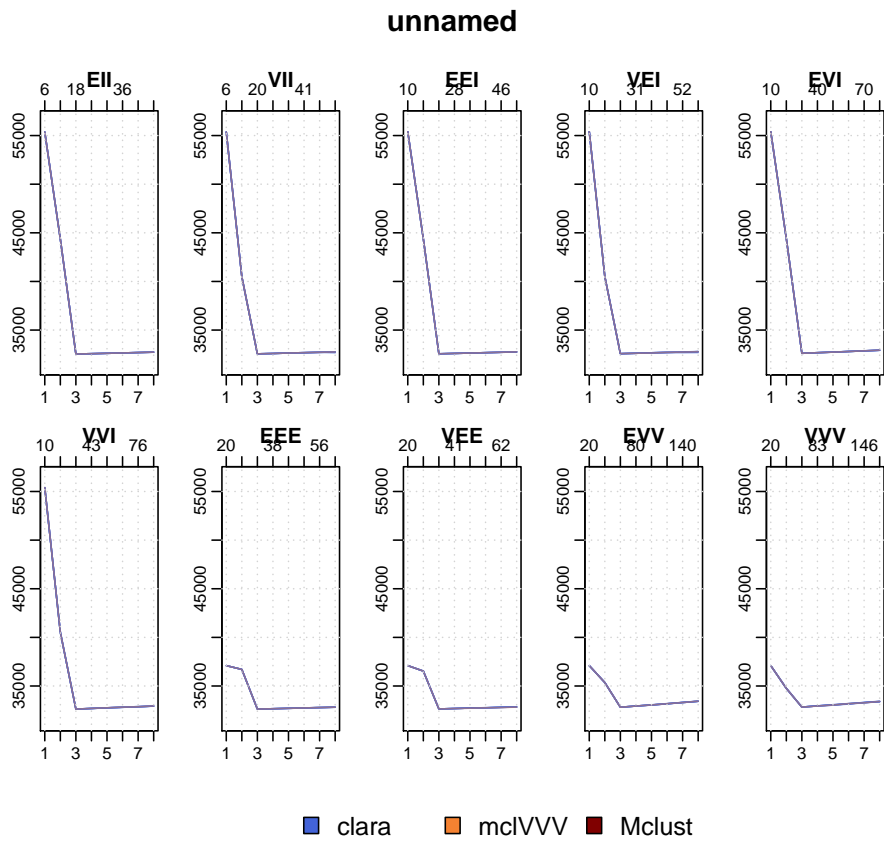 unnamed
EII VII EEI VEI EVI
6 18 36 6 20 41 10 28 46 10 31 52 10 40 70
55000 55000 55000 55000 55000
45000 45000 45000 45000 45000
35000 35000 35000 35000 35000
1 3 5 7 1 3 5 7 1 3 5 7 1 3 5 7 1 3 5 7
VVI EEE VEE EVV VVV
10 43 76 20 38 56 20 41 62 20 80 140 20 83 146
55000 55000 55000 55000 55000
45000 45000 45000 45000 45000
35000 35000 35000 35000 35000
1 3 5 7 1 3 5 7 1 3 5 7 1 3 5 7 1 3 5 7
clara mclVVV Mclust